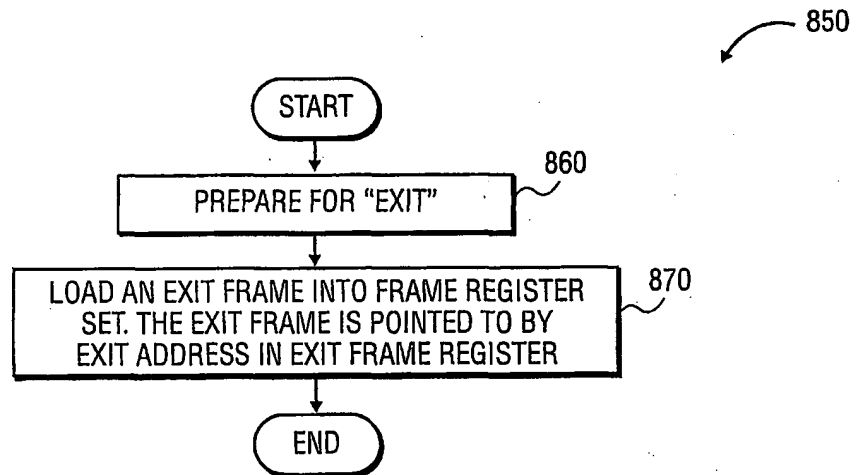 850
START
860
PREPARE FOR “EXIT”
LOAD AN EXIT FRAME INTO FRAME REGISTER
870
SET. THE EXIT FRAME IS POINTED TO BY
EXIT ADDRESS IN EXIT FRAME REGISTER
END